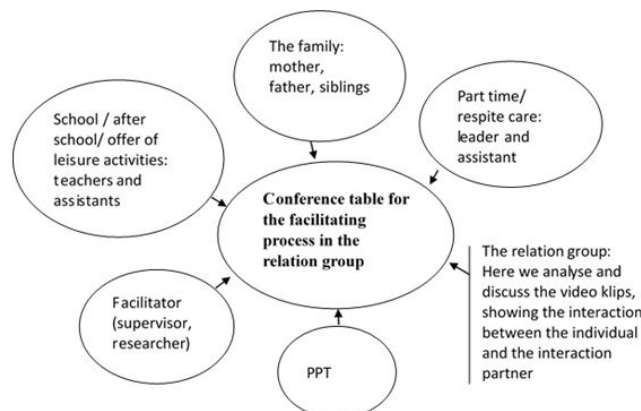 The family:
mother,
father, siblings
School / after
school/ offer of
leisure activities:
teachers and
assistants
Part time/
respite care:
leader and
assistant
Conference table for
the facilitating
process in the
relation group
The relation group:
Here we analyse and
discuss the video klips,
showing the interaction
between the individual
and the interaction
partner
Facilitator
(supervisor,
researcher)
PPT